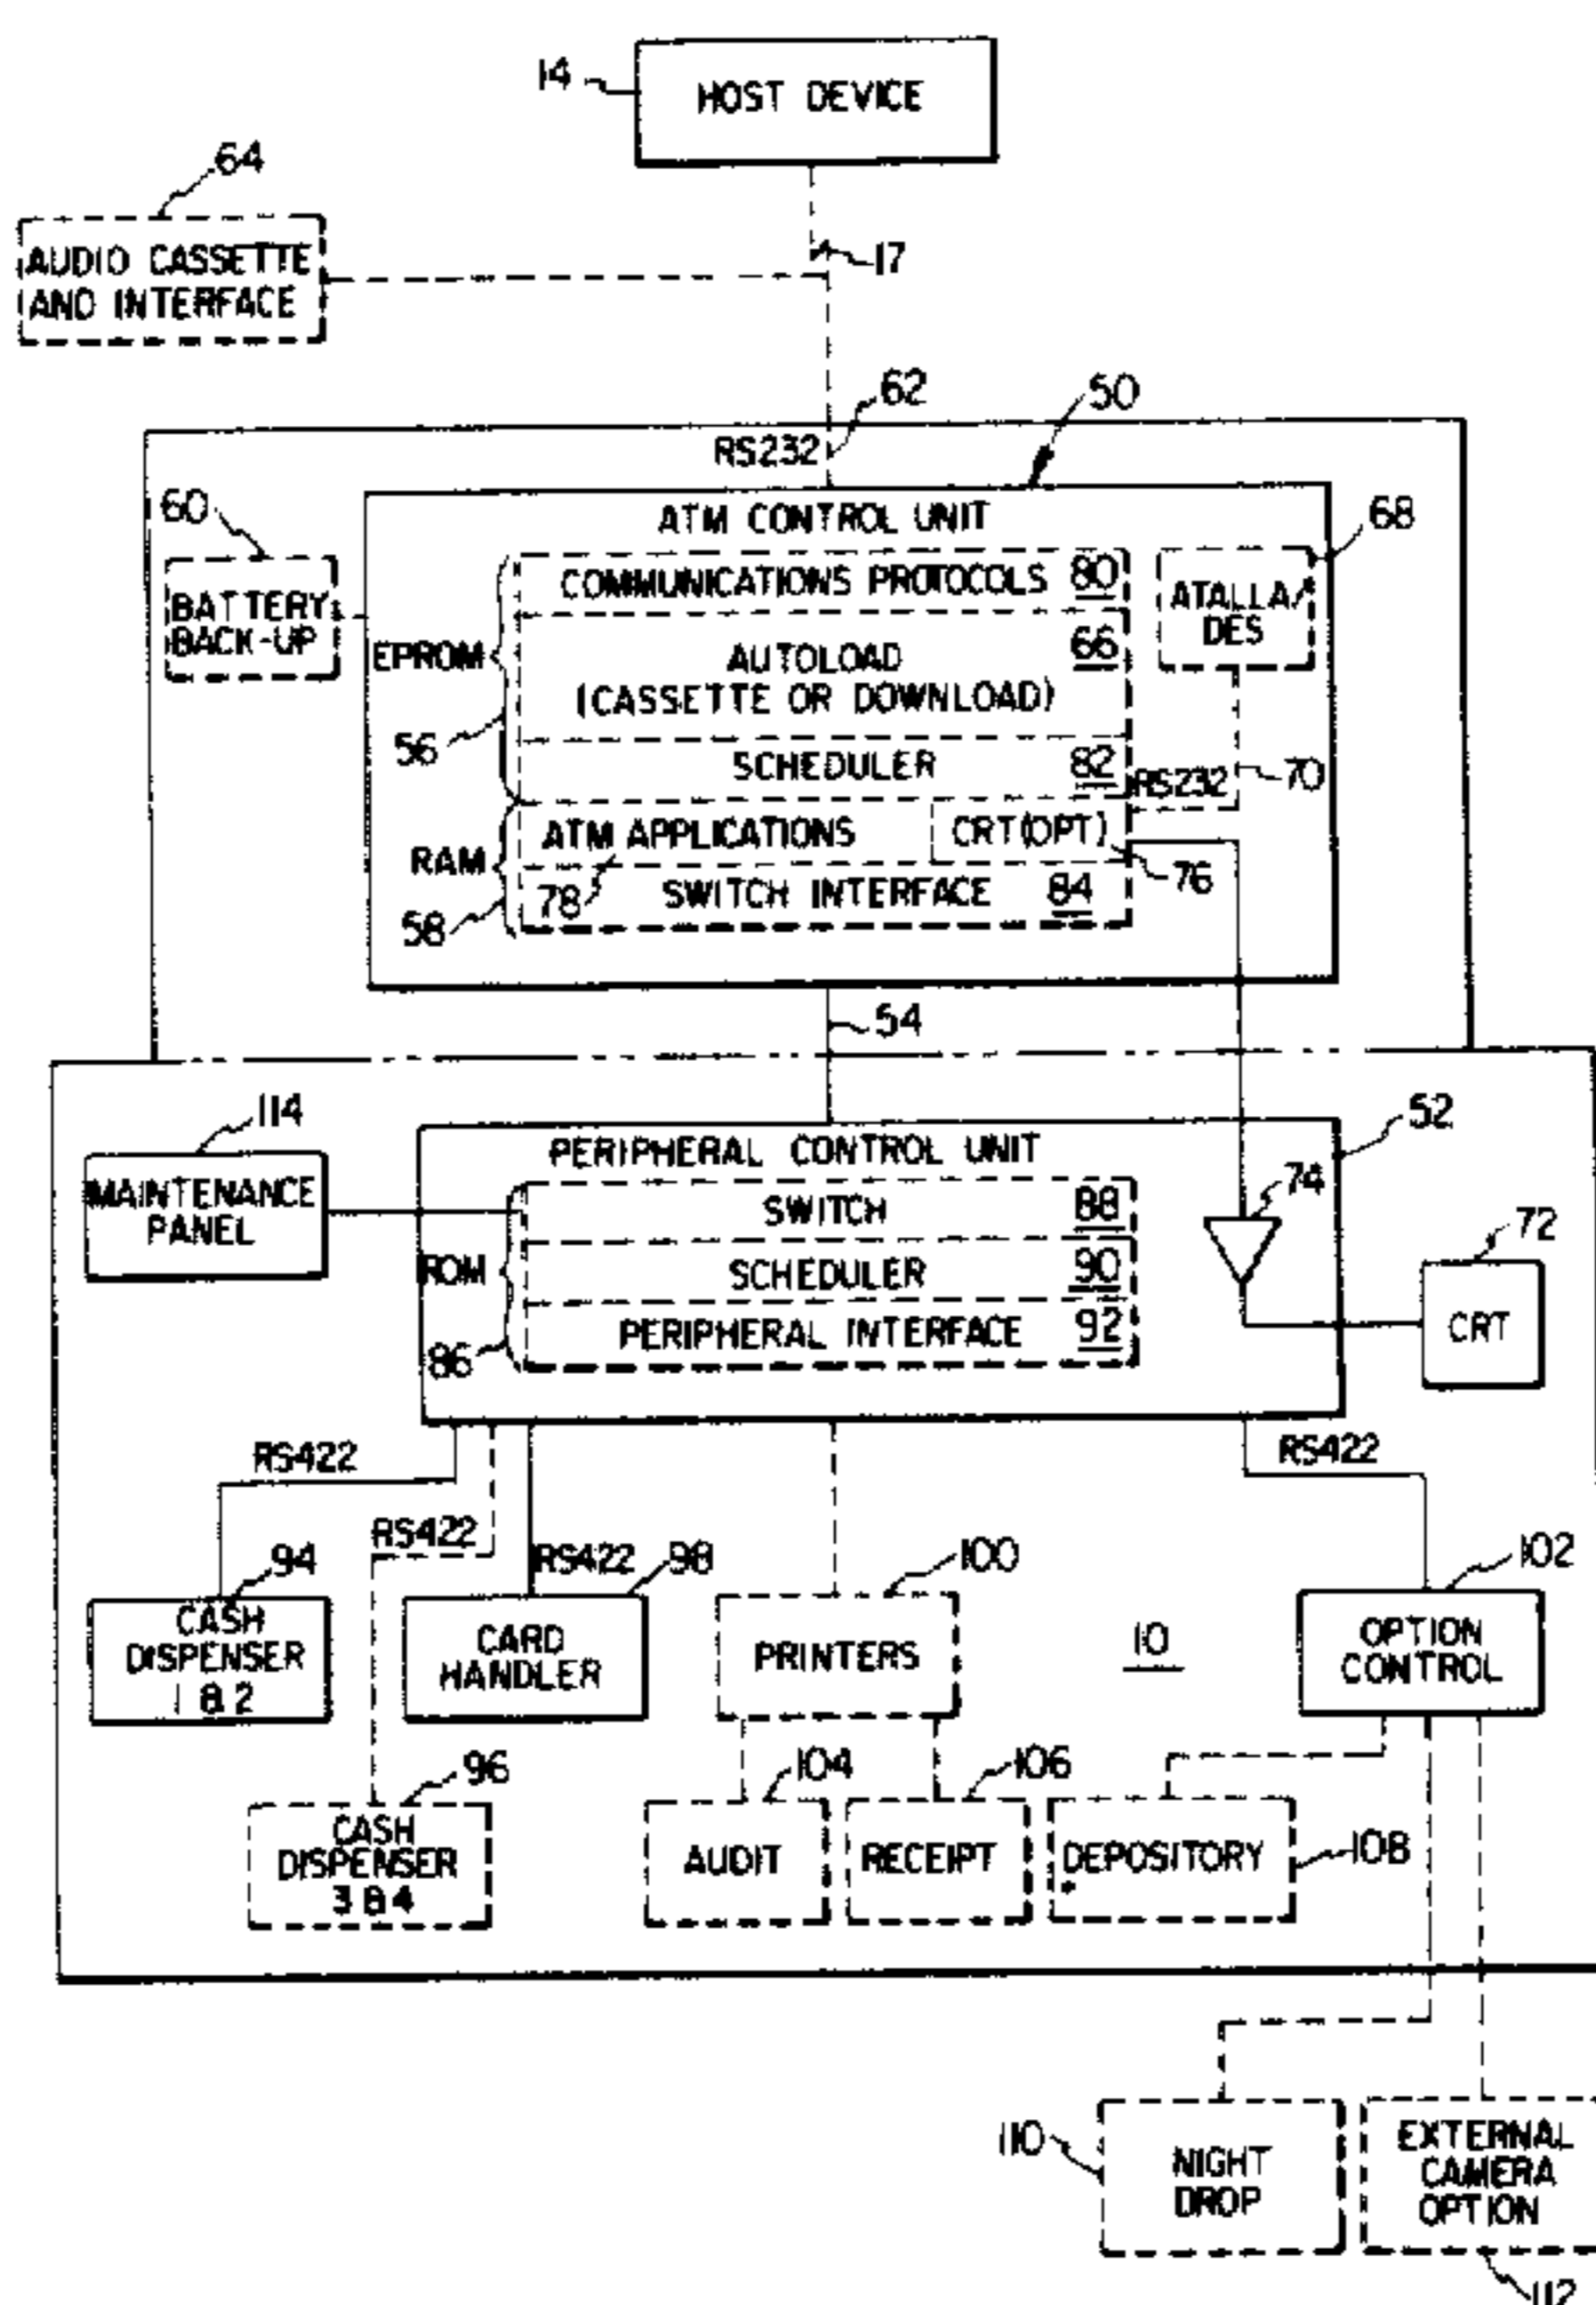 14
HOST DEVICE
64
AUDIO CASSETTE
AND INTERFACE
17
62
50
RS232
60
ATM CONTROL UNIT
68
BATTERY
BACK-UP
EPROM
COMMUNICATIONS PROTOCOLS 80
ATALLA/
DES
AUTOLOAD 66
(CASSETTE OR DOWNLOAD)
56
SCHEDULER 82
RS232
70
RAM
ATM APPLICATIONS
CRT(OPT)
76
78
SWITCH INTERFACE 84
58
54
114
52
MAINTENANCE
PANEL
PERIPHERAL CONTROL UNIT
SWITCH 88
74
72
ROM
SCHEDULER 90
PERIPHERAL INTERFACE 92
CRT
86
RS422
RS422
RS422
RS422
94
98
100
102
CASH
DISPENSER
1 & 2
CARD
HANDLER
PRINTERS
10
OPTION
CONTROL
96
104
106
CASH
DISPENSER
3 & 4
AUDIT
RECEIPT
DEPOSITORY
108
110
NIGHT
DROP
EXTERNAL
CAMERA
OPTION
112